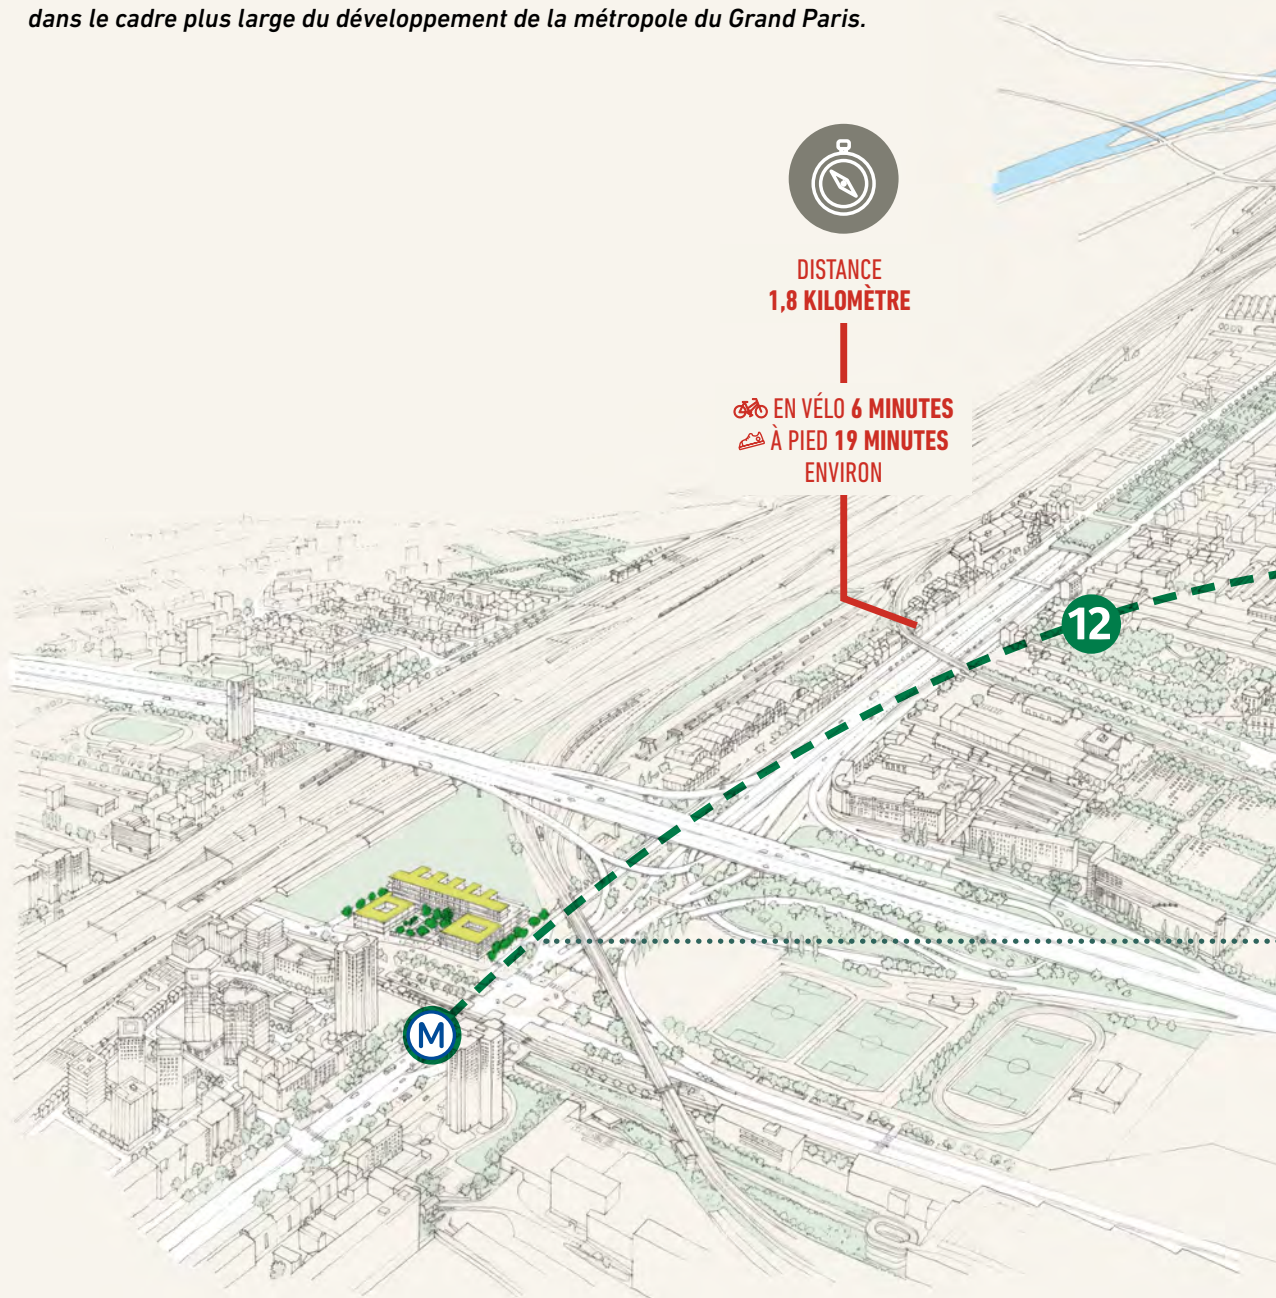 dans le cadre plus large du développement de la métropole du Grand Paris.
DISTANCE
1,8 KILOMÈTRE
EN VÉLO 6 MINUTES
À PIED 19 MINUTES
ENVIRON
12
M